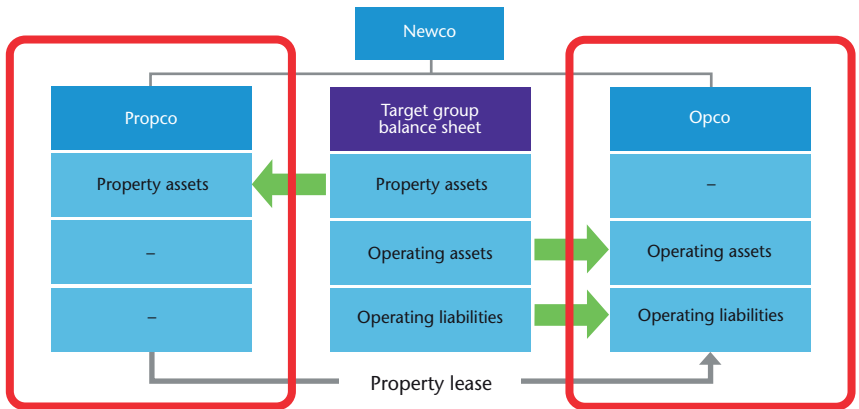 Newco
Propco
Target group
balance sheet
Opco
Property assets
Property assets
–
–
Operating assets
Operating assets
–
Operating liabilities
Operating liabilities
Property lease